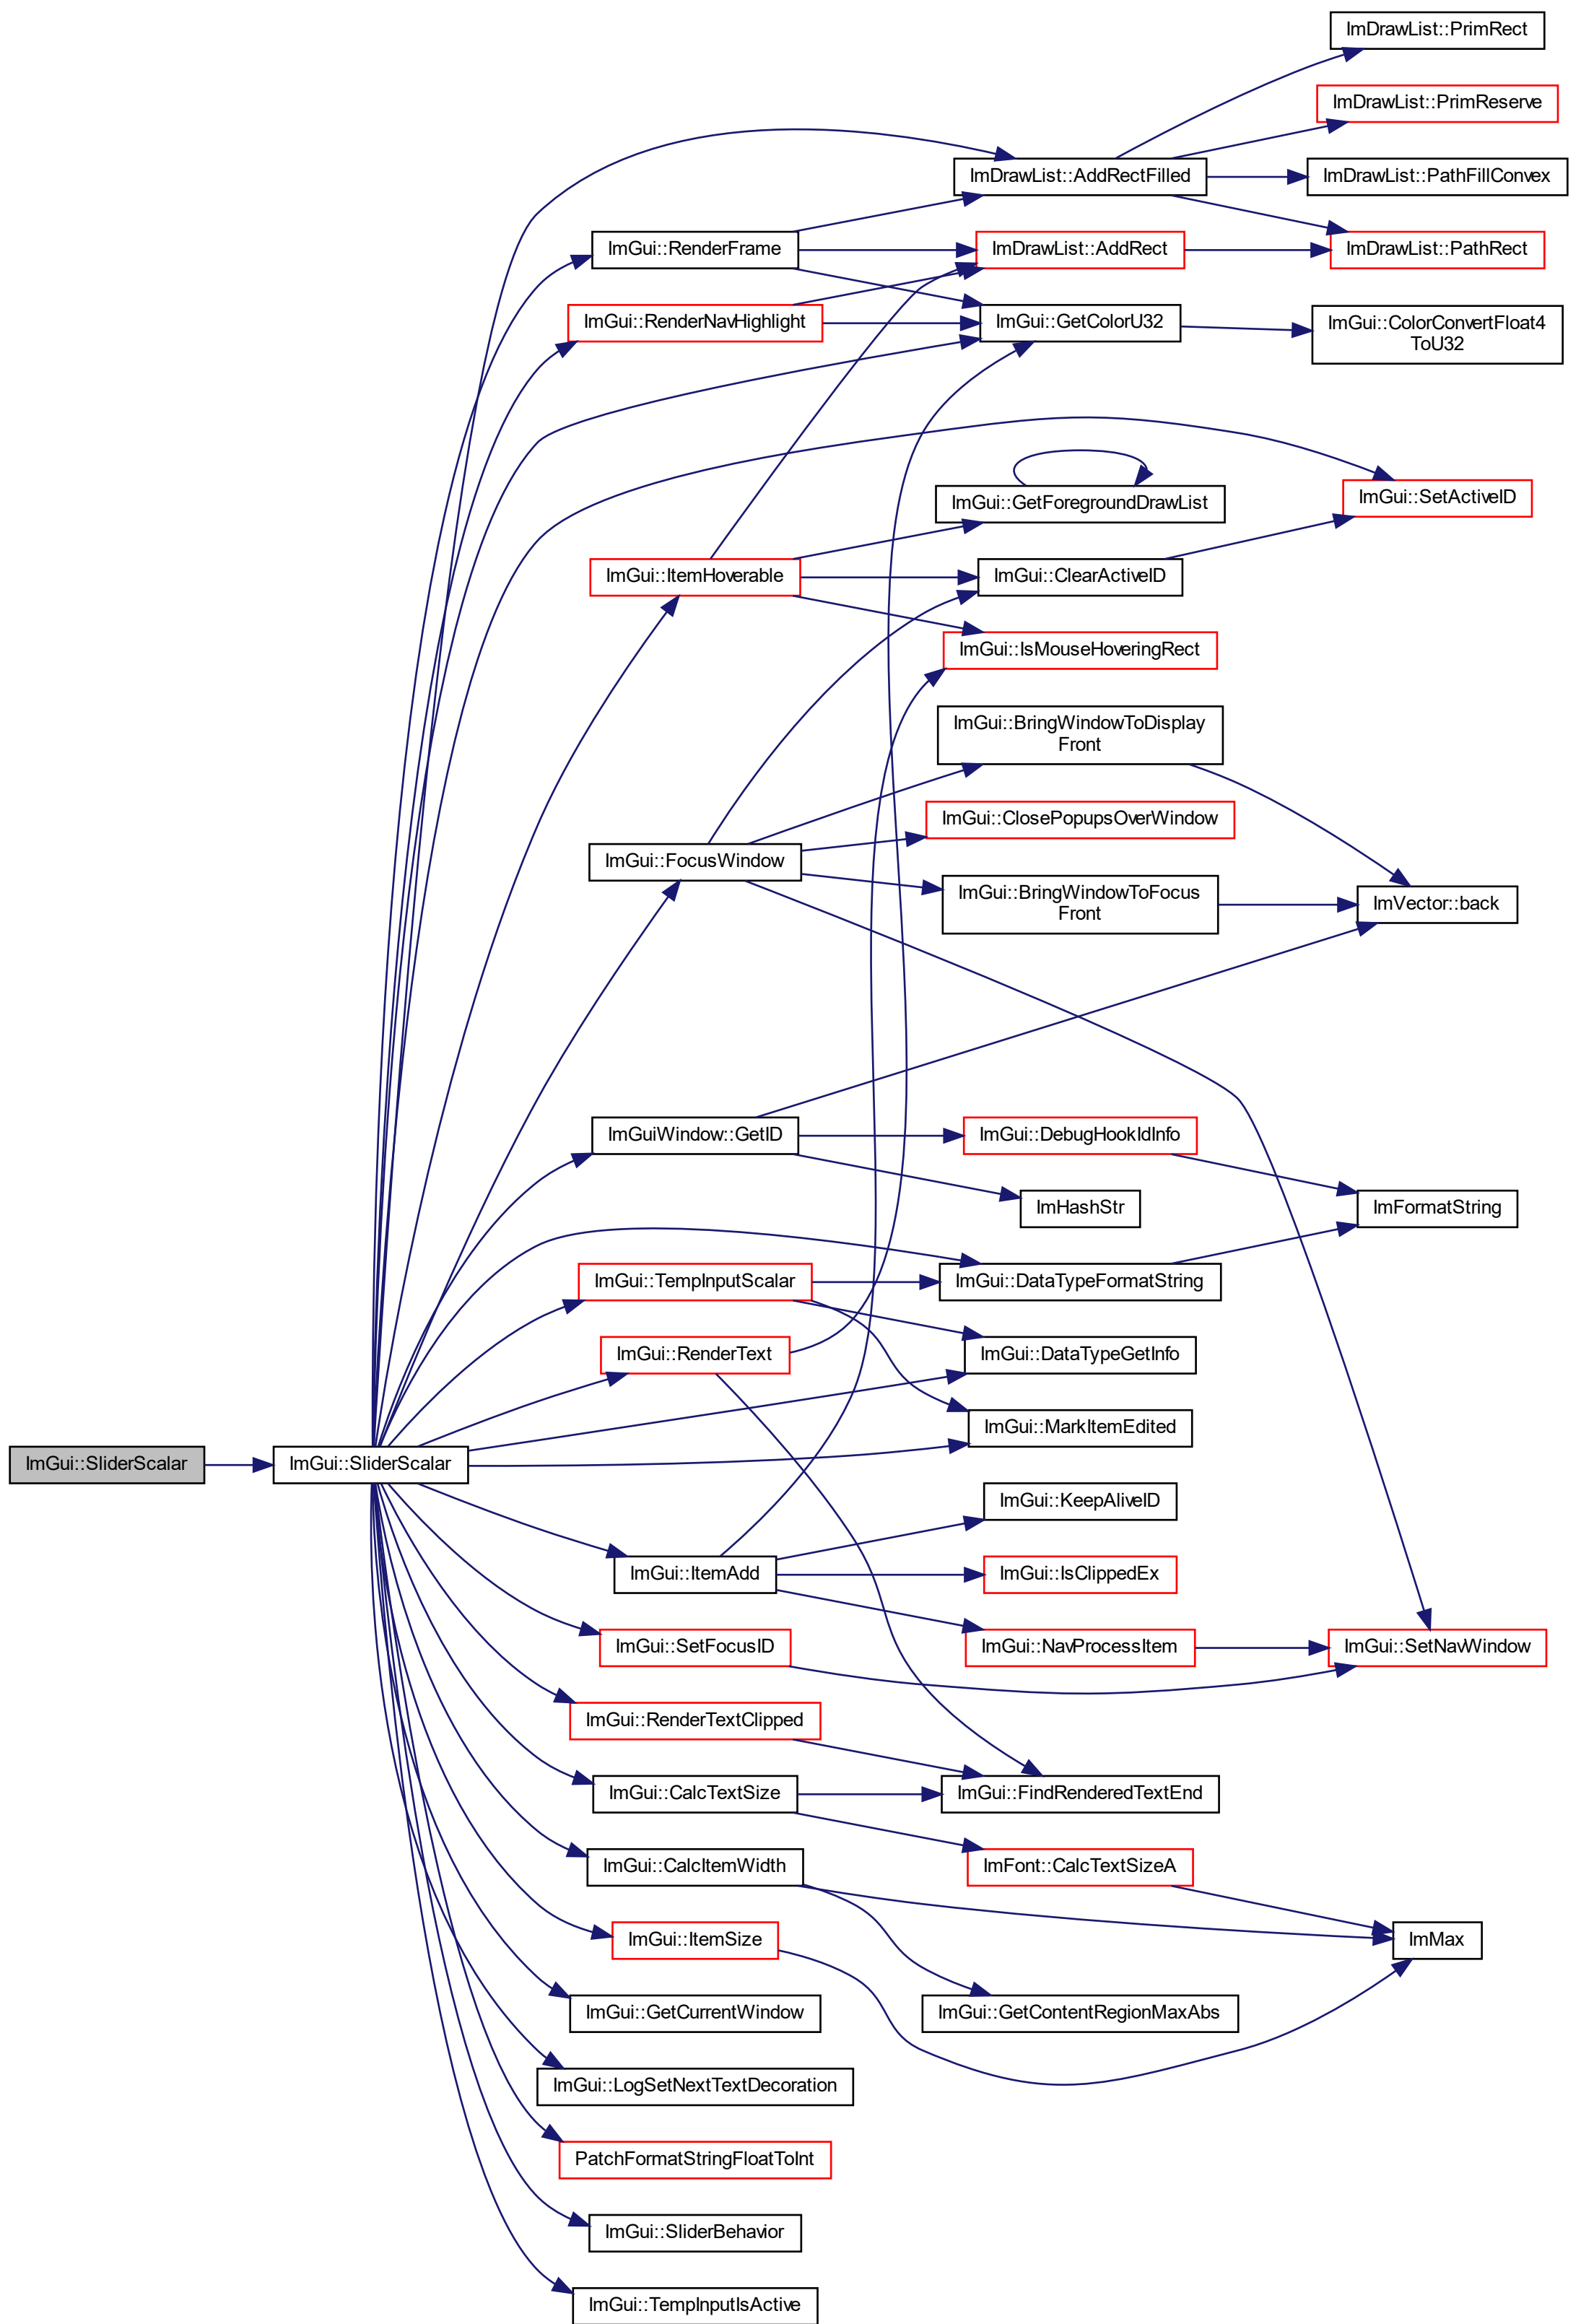 ImDrawList::PrimRect
ImDrawList::PrimReserve
ImDrawList::AddRectFilled
ImDrawList::PathFillConvex
ImGui::RenderFrame
ImDrawList::AddRect
ImDrawList::PathRect
ImGui::RenderNavHighlight
ImGui::GetColorU32
ImGui::ColorConvertFloat4
ToU32
ImGui::GetForegroundDrawList
ImGui::SetActiveID
ImGui::ItemHoverable
ImGui::ClearActiveID
ImGui::IsMouseHoveringRect
ImGui::BringWindowToDisplay
Front
ImGui::ClosePopupsOverWindow
ImGui::FocusWindow
ImGui::BringWindowToFocus
Front
ImVector::back
ImGuiWindow::GetID
ImGui::DebugHookIdInfo
ImHashStr
ImFormatString
ImGui::TempInputScalar
ImGui::DataTypeFormatString
ImGui::RenderText
ImGui::DataTypeGetInfo
ImGui::MarkItemEdited
ImGui::SliderScalar
ImGui::SliderScalar
ImGui::KeepAliveID
ImGui::ItemAdd
ImGui::IsClippedEx
ImGui::SetFocusID
ImGui::NavProcessItem
ImGui::SetNavWindow
ImGui::RenderTextClipped
ImGui::CalcTextSize
ImGui::FindRenderedTextEnd
ImGui::CalcItemWidth
ImFont::CalcTextSizeA
ImGui::ItemSize
ImMax
ImGui::GetCurrentWindow
ImGui::GetContentRegionMaxAbs
ImGui::LogSetNextTextDecoration
PatchFormatStringFloatToInt
ImGui::SliderBehavior
ImGui::TempInputIsActive